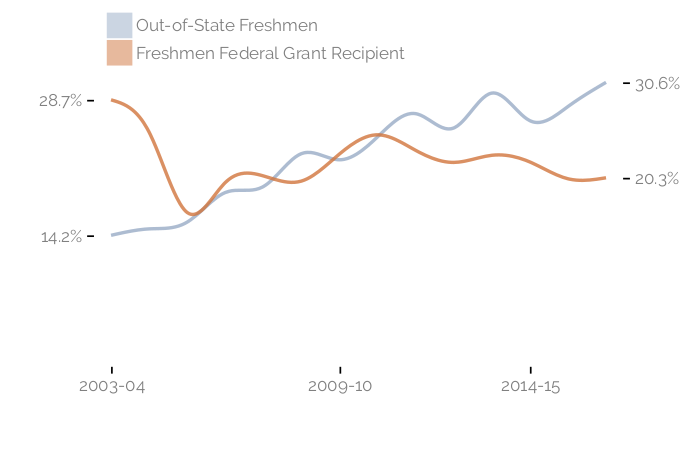 Out-of-State Freshmen
Freshmen Federal Grant Recipient
30.6%
28.7%
20.3%
14.2%
2003-04 2009-10 2014-15